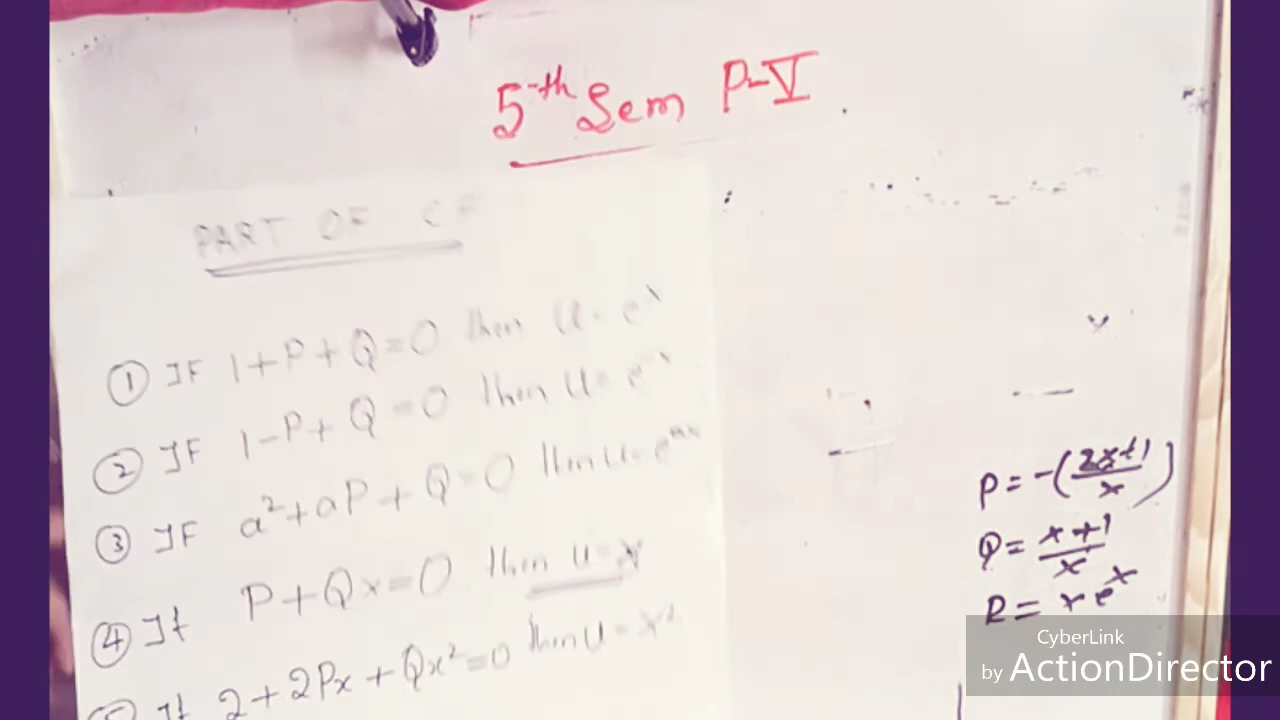 5th Sem P-V
PART OF CF
① IF 1+P+Q=0 then u=e^x
② IF 1-P+Q=0 then u=e^-x
③ IF a²+aP+Q=0 then u=e^ax
④ If P+Qx=0 then u=x
⑤ If 2+2Px+Qx²=0 then u=x²
P=-(2x+1/x)
Q=x+1/x
R=xe^x
CyberLink
by ActionDirector